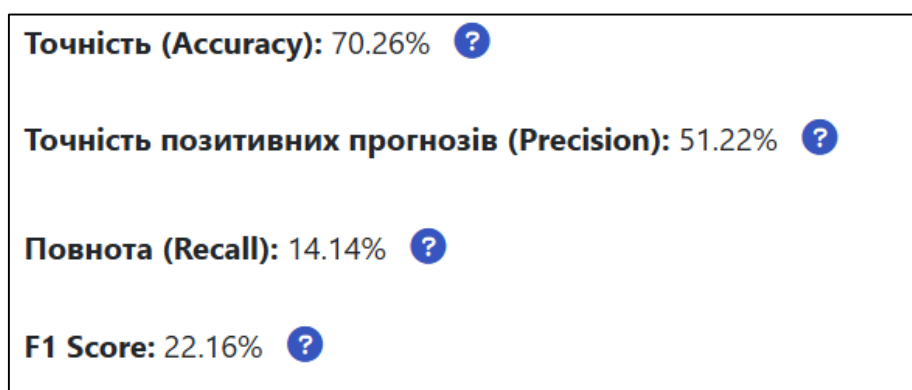 Точність (Accuracy): 70.26% ?
Точність позитивних прогнозів (Precision): 51.22% ?
Повнота (Recall): 14.14% ?
F1 Score: 22.16% ?